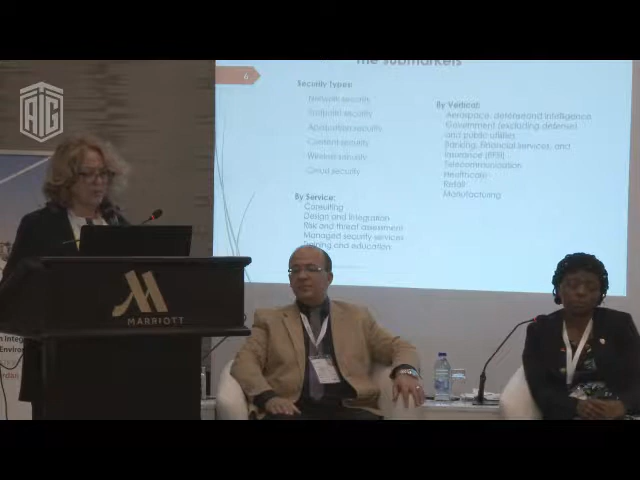 AIG
6
The submarkets
Security Types:
Network security
Endpoint security
Application security
Content security
Wireless security
Cloud security
By Service:
Consulting
Design and integration
Risk and threat assessment
Managed security services
Training and education
By Vertical:
Aerospace, defense and intelligence
Government (excluding defense)
and public utilities
Banking, Financial Services, and
Insurance (BFSI)
Telecommunication
Healthcare
Retail
Manufacturing
MARRIOTT